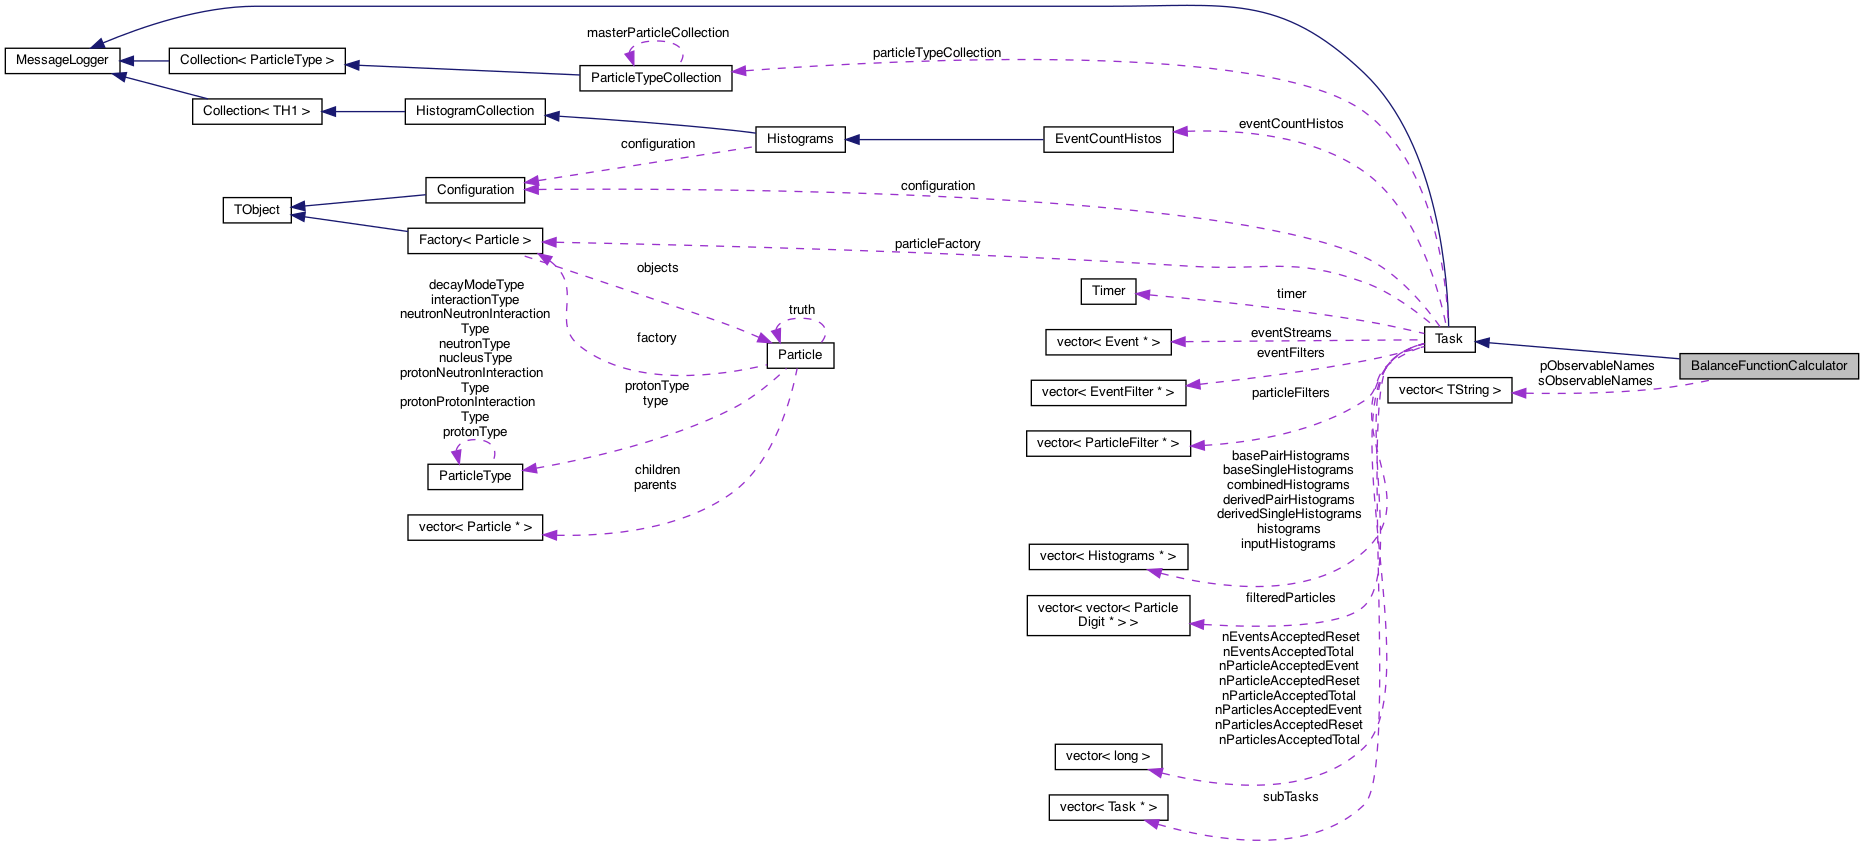 masterParticleCollection
particleTypeCollection
MessageLogger
Collection< ParticleType >
ParticleTypeCollection
Collection< TH1 >
HistogramCollection
eventCountHistos
Histograms
EventCountHistos
configuration
Configuration
configuration
TObject
Factory< Particle >
particleFactory
objects
decayModeType
interactionType
neutronNeutronInteraction
Type
neutronType
nucleusType
protonNeutronInteraction
Type
protonProtonInteraction
Type
protonType
factory
truth
Particle
protonType
type
ParticleType
children
parents
vector< Particle * >
Timer
timer
vector< Event * >
eventStreams
eventFilters
Task
vector< EventFilter * >
particleFilters
vector< TString >
pObservableNames
sObservableNames
BalanceFunctionCalculator
vector< ParticleFilter * >
basePairHistograms
baseSingleHistograms
combinedHistograms
derivedPairHistograms
derivedSingleHistograms
histograms
inputHistograms
vector< Histograms * >
filteredParticles
vector< vector< Particle
Digit * > >
nEventsAcceptedReset
nEventsAcceptedTotal
nParticleAcceptedEvent
nParticleAcceptedReset
nParticleAcceptedTotal
nParticlesAcceptedEvent
nParticlesAcceptedReset
nParticlesAcceptedTotal
vector< long >
subTasks
vector< Task * >